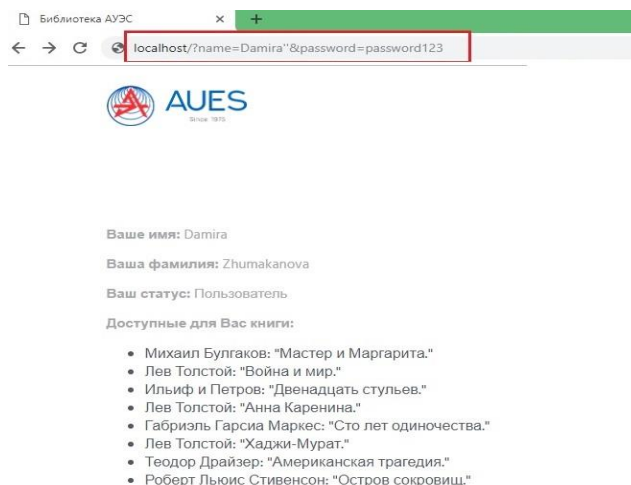 Библиотека АУЭС
localhost/?name=Damira"&password=password123
AUES
Since 1975
Ваше имя: Damira
Ваша фамилия: Zhumakanova
Ваш статус: Пользователь
Доступные для Вас книги:
Михаил Булгаков: "Мастер и Маргарита."
Лев Толстой: "Война и мир."
Ильиф и Петров: "Двенадцать стульев."
Лев Толстой: "Анна Каренина."
Габриэль Гарсиа Маркес: "Сто лет одиночества."
Лев Толстой: "Хаджи-Мурат."
Теодор Драйзер: "Американская трагедия."
Роберт Льюис Стивенсон: "Остров сокровищ."